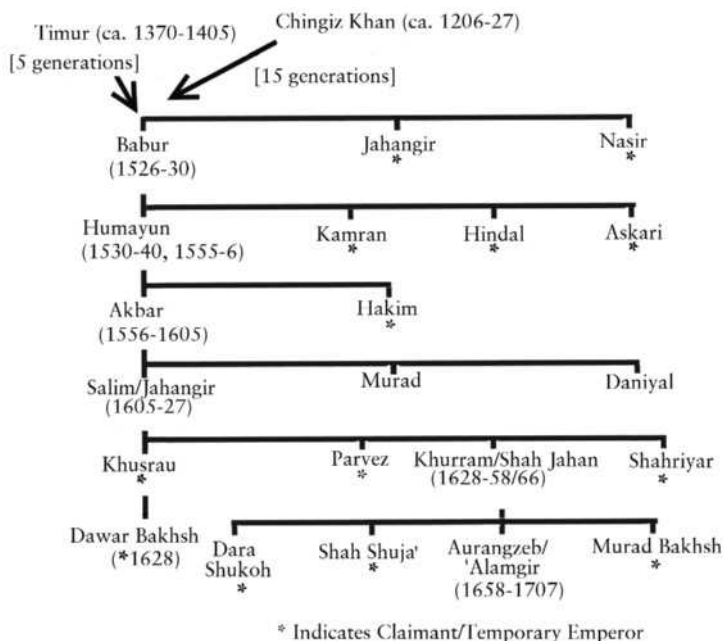 Timur (ca. 1370-1405)
Chingiz Khan (ca. 1206-27)
[5 generations]
[15 generations]
Babur
(1526-30)
Jahangir
*
Nasir
*
Humayun
(1530-40, 1555-6)
Kamran
*
Hindal
*
Askari
*
Akbar
(1556-1605)
Hakim
*
Salim/Jahangir
(1605-27)
Murad
Daniyal
Khusrau
*
Parvez
*
Khurram/Shah Jahan
(1628-58/66)
Shahriyar
*
Dawar Bakhsh
(*1628)
Dara
Shukoh
*
Shah Shuja'
*
Aurangzeb/
'Alamgir
(1658-1707)
Murad Bakhsh
*
* Indicates Claimant/Temporary Emperor